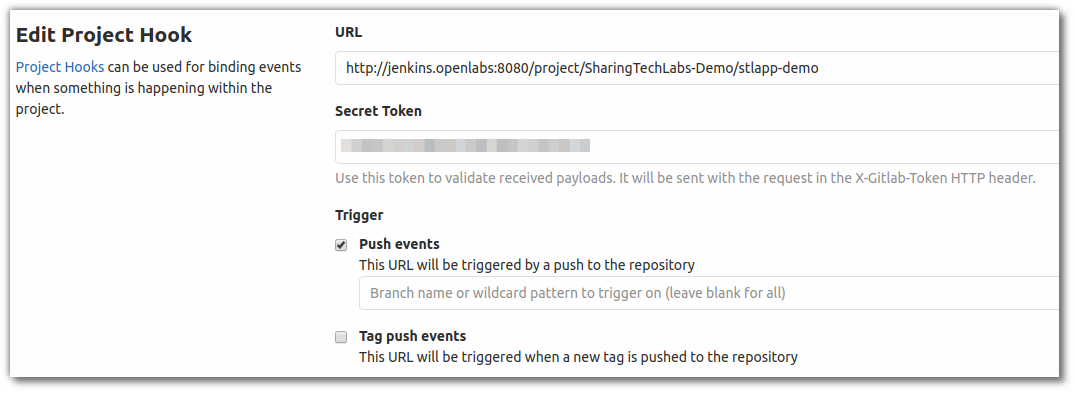 Edit Project Hook
Project Hooks can be used for binding events
when something is happening within the
project.
URL
http://jenkins.openlabs:8080/project/SharingTechLabs-Demo/stlapp-demo
Secret Token
Use this token to validate received payloads. It will be sent with the request in the X-Gitlab-Token HTTP header.
Trigger
Push events
This URL will be triggered by a push to the repository
Branch name or wildcard pattern to trigger on (leave blank for all)
Tag push events
This URL will be triggered when a new tag is pushed to the repository